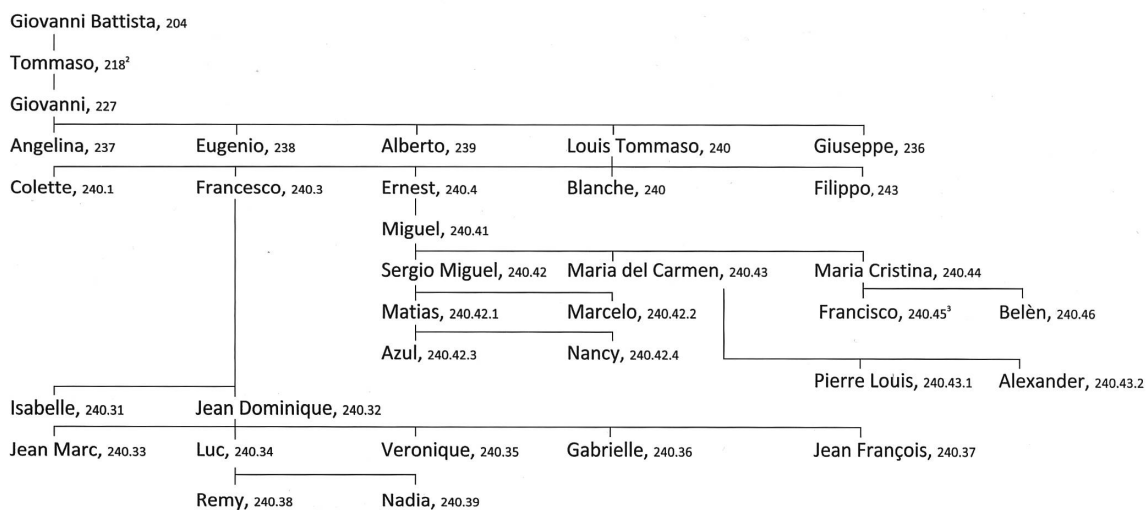 Giovanni Battista, 204
Tommaso, 218²
Giovanni, 227
Angelina, 237 Eugenio, 238 Alberto, 239 Louis Tommaso, 240 Giuseppe, 236
Colette, 240.1 Francesco, 240.3 Ernest, 240.4 Blanche, 240 Filippo, 243
Miguel, 240.41
Sergio Miguel, 240.42 Maria del Carmen, 240.43 Maria Cristina, 240.44
Matias, 240.42.1 Marcelo, 240.42.2 Francisco, 240.45³ Belèn, 240.46
Azul, 240.42.3 Nancy, 240.42.4
Pierre Louis, 240.43.1 Alexander, 240.43.2
Isabelle, 240.31 Jean Dominique, 240.32
Jean Marc, 240.33 Luc, 240.34 Veronique, 240.35 Gabrielle, 240.36 Jean François, 240.37
Remy, 240.38 Nadia, 240.39